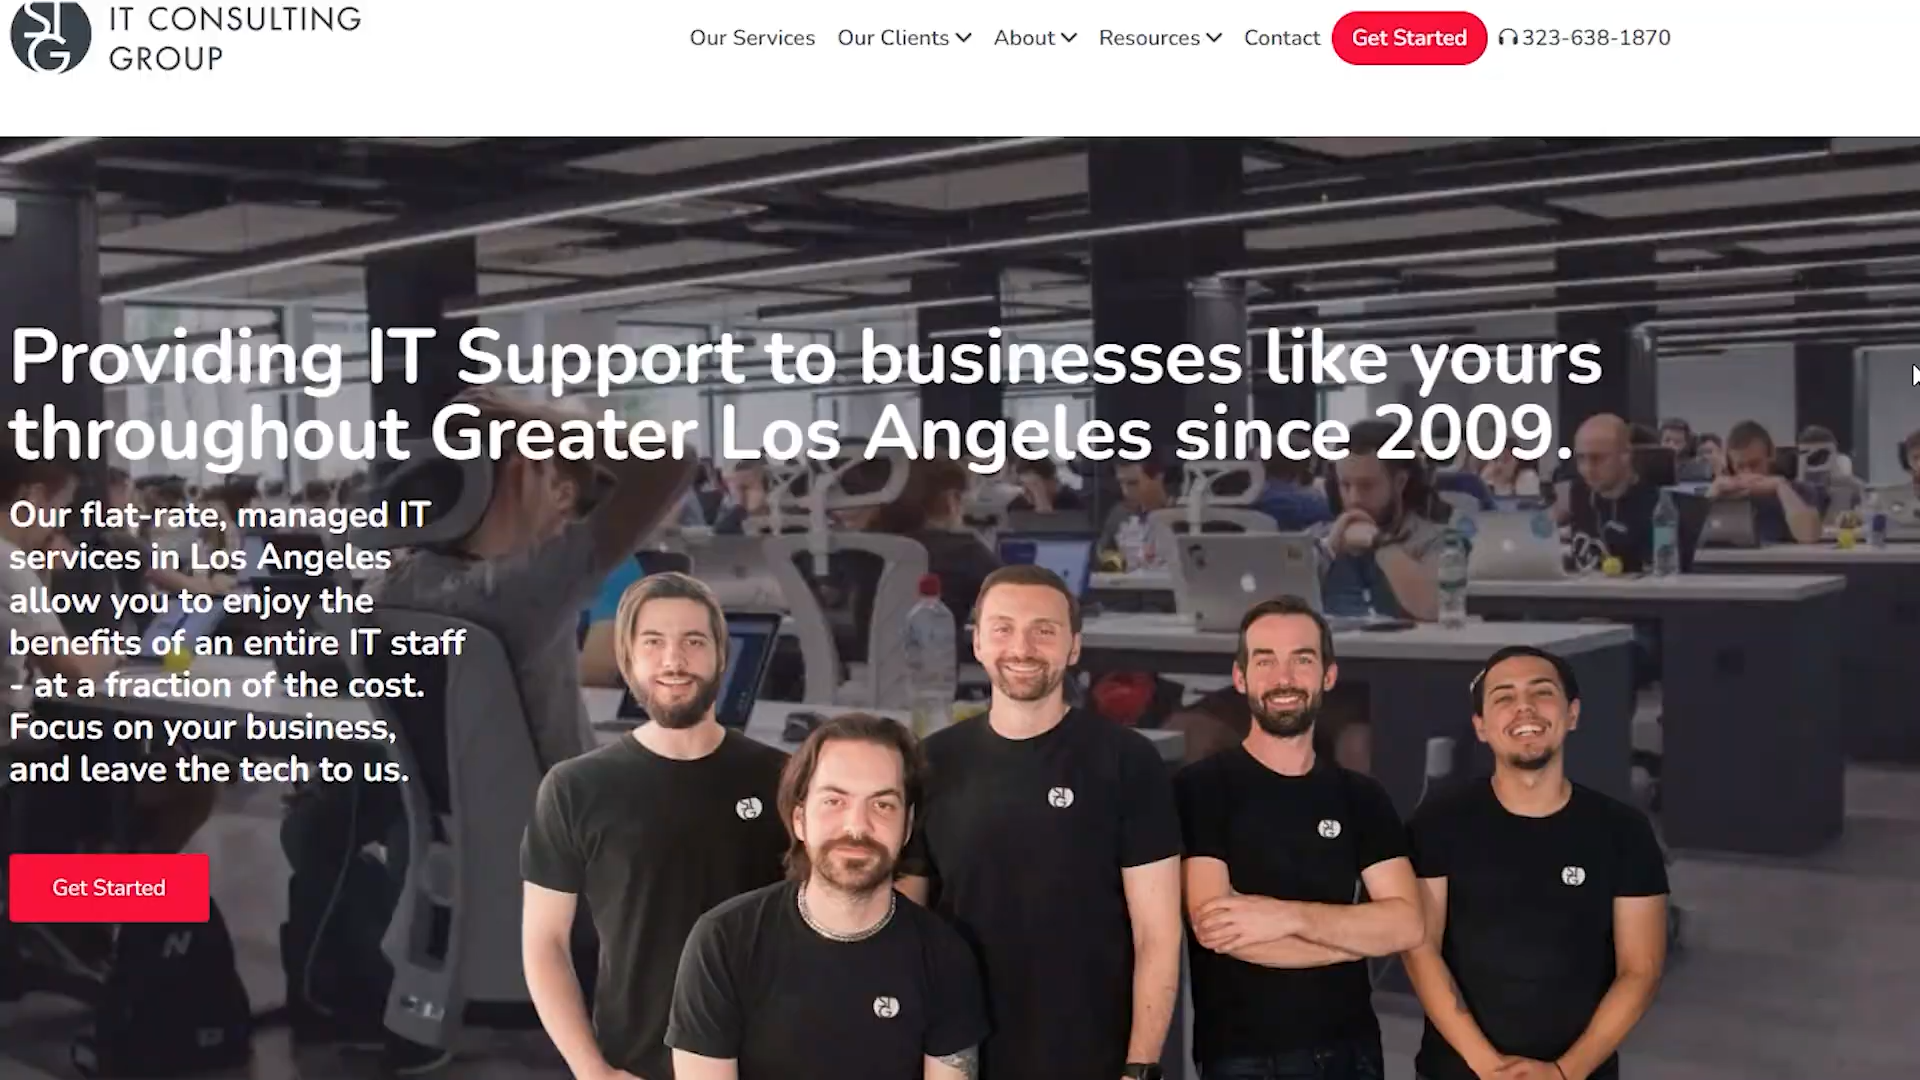 STG
IT CONSULTING
GROUP
Our Services
Our Clients
About
Resources
Contact
Get Started
323-638-1870
Providing IT Support to businesses like yours
throughout Greater Los Angeles since 2009.
Our flat-rate, managed IT
services in Los Angeles
allow you to enjoy the
benefits of an entire IT staff
- at a fraction of the cost.
Focus on your business,
and leave the tech to us.
Get Started